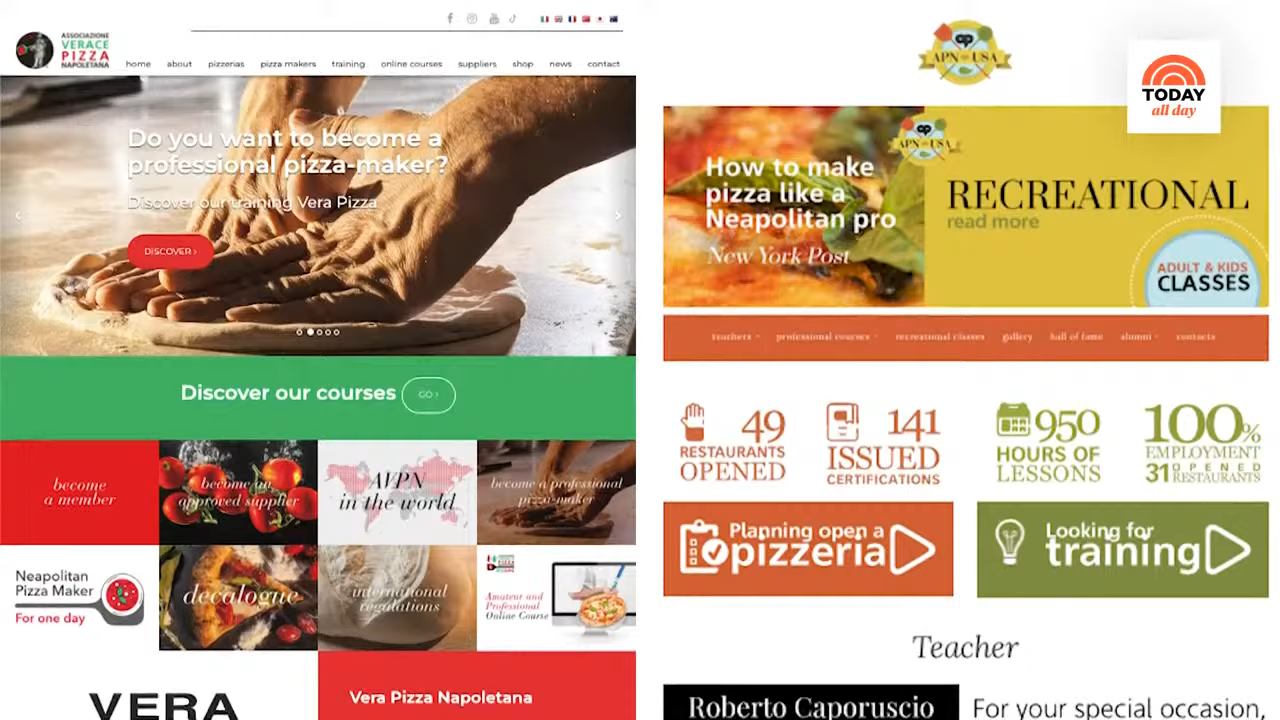 ASSOCIAZIONE
VERACE
PIZZA
NAPOLETANA
home about pizzerias pizza makers training online courses suppliers shop news contact
Do you want to become a
professional pizza-maker?
Discover our training Vera Pizza
DISCOVER ›
Discover our courses GO ›
become
a member
become an
approved supplier
AVPN
in the world
become a professional
pizza-maker
Neapolitan
Pizza Maker
For one day
decalogue
international
regulations
Amateur and
Professional
Online Course
VERA
Vera Pizza Napoletana
APN USA
TODAY
all day
How to make
pizza like a
Neapolitan pro
New York Post
APN USA
RECREATIONAL
read more
ADULT & KIDS
CLASSES
teachers professional courses recreational classes gallery hall of fame alumni contacts
49
RESTAURANTS
OPENED
141
ISSUED
CERTIFICATIONS
950
HOURS OF
LESSONS
100%
EMPLOYMENT
31 OPENED
RESTAURANTS
Planning open a
pizzeria
Looking for
training
Teacher
Roberto Caporuscio
For your special occasion,